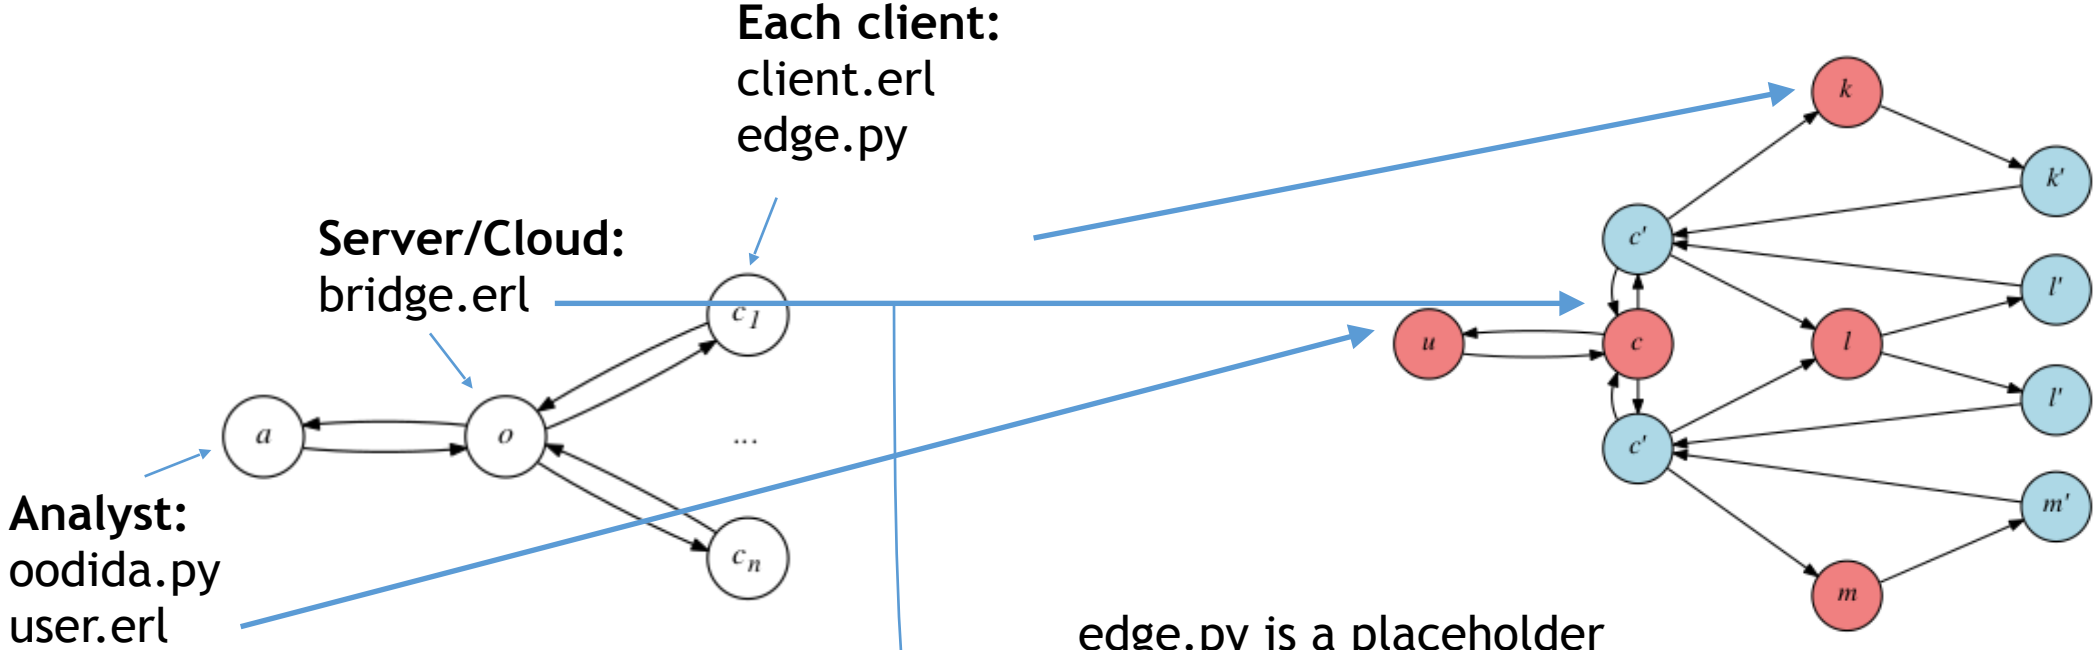 Each client:
client.erl
edge.py
Server/Cloud:
bridge.erl
Analyst:
oodida.py
user.erl
a
o
c1
...
cn
u
c
c'
c'
k
l
m
k'
l'
l'
m'
edge.py is a placeholder